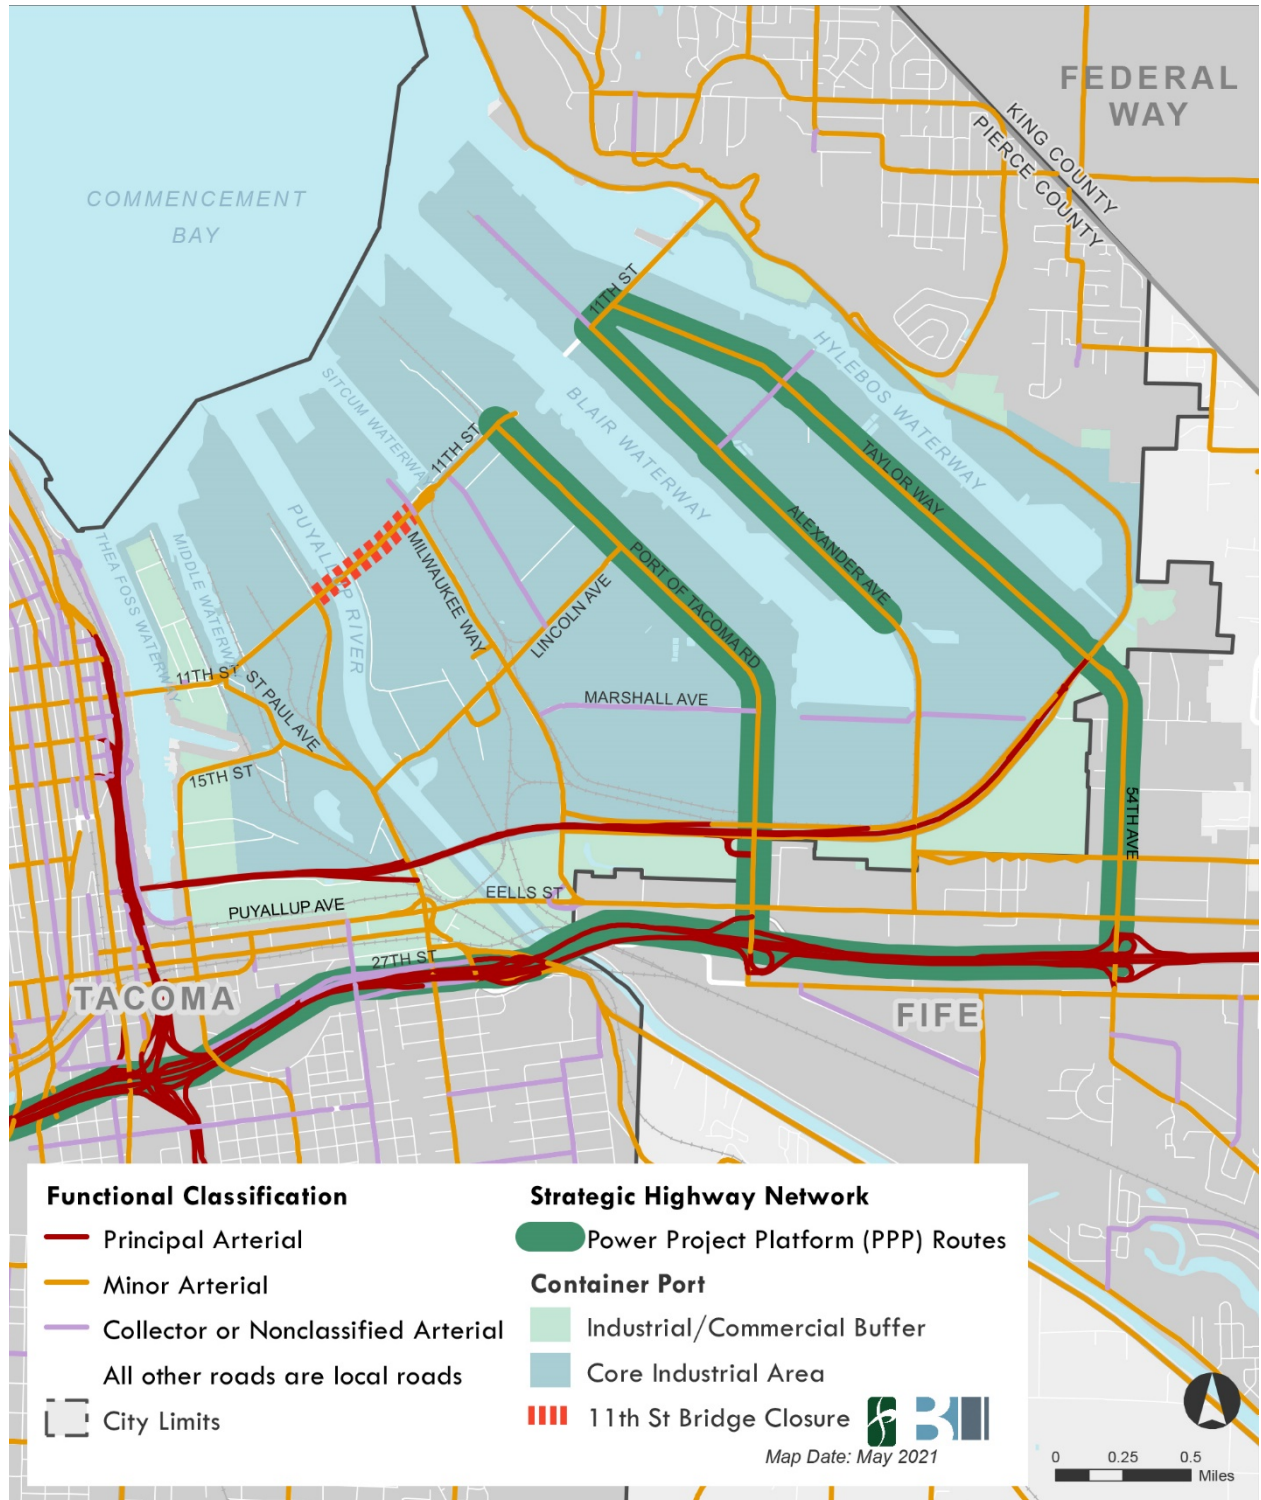 FEDERAL
WAY
KING COUNTY
PIERCE COUNTY
COMMENCEMENT
BAY
11TH ST
HYLEBOS WATERWAY
SITCUM WATERWA
BLAIR WATERWAY
11TH ST
TAYLOR WAY
PUYALLUP RIVER
ALEXANDER AVE
THEA FOSS WATERWAY
MIDDLE WATERWA
MILWAUKEE WAY
PORT OF TACOMA RD
LINCOLN AVE
11TH ST
ST PAUL AVE
MARSHALL AVE
15TH ST
54TH AVE
EELLS ST
PUYALLUP AVE
27TH ST
TACOMA
FIFE
Functional Classification
Principal Arterial
Minor Arterial
Collector or Nonclassified Arterial
All other roads are local roads
City Limits
Strategic Highway Network
Power Project Platform (PPP) Routes
Container Port
Industrial/Commercial Buffer
Core Industrial Area
11th St Bridge Closure
Map Date: May 2021
0 0.25 0.5
Miles